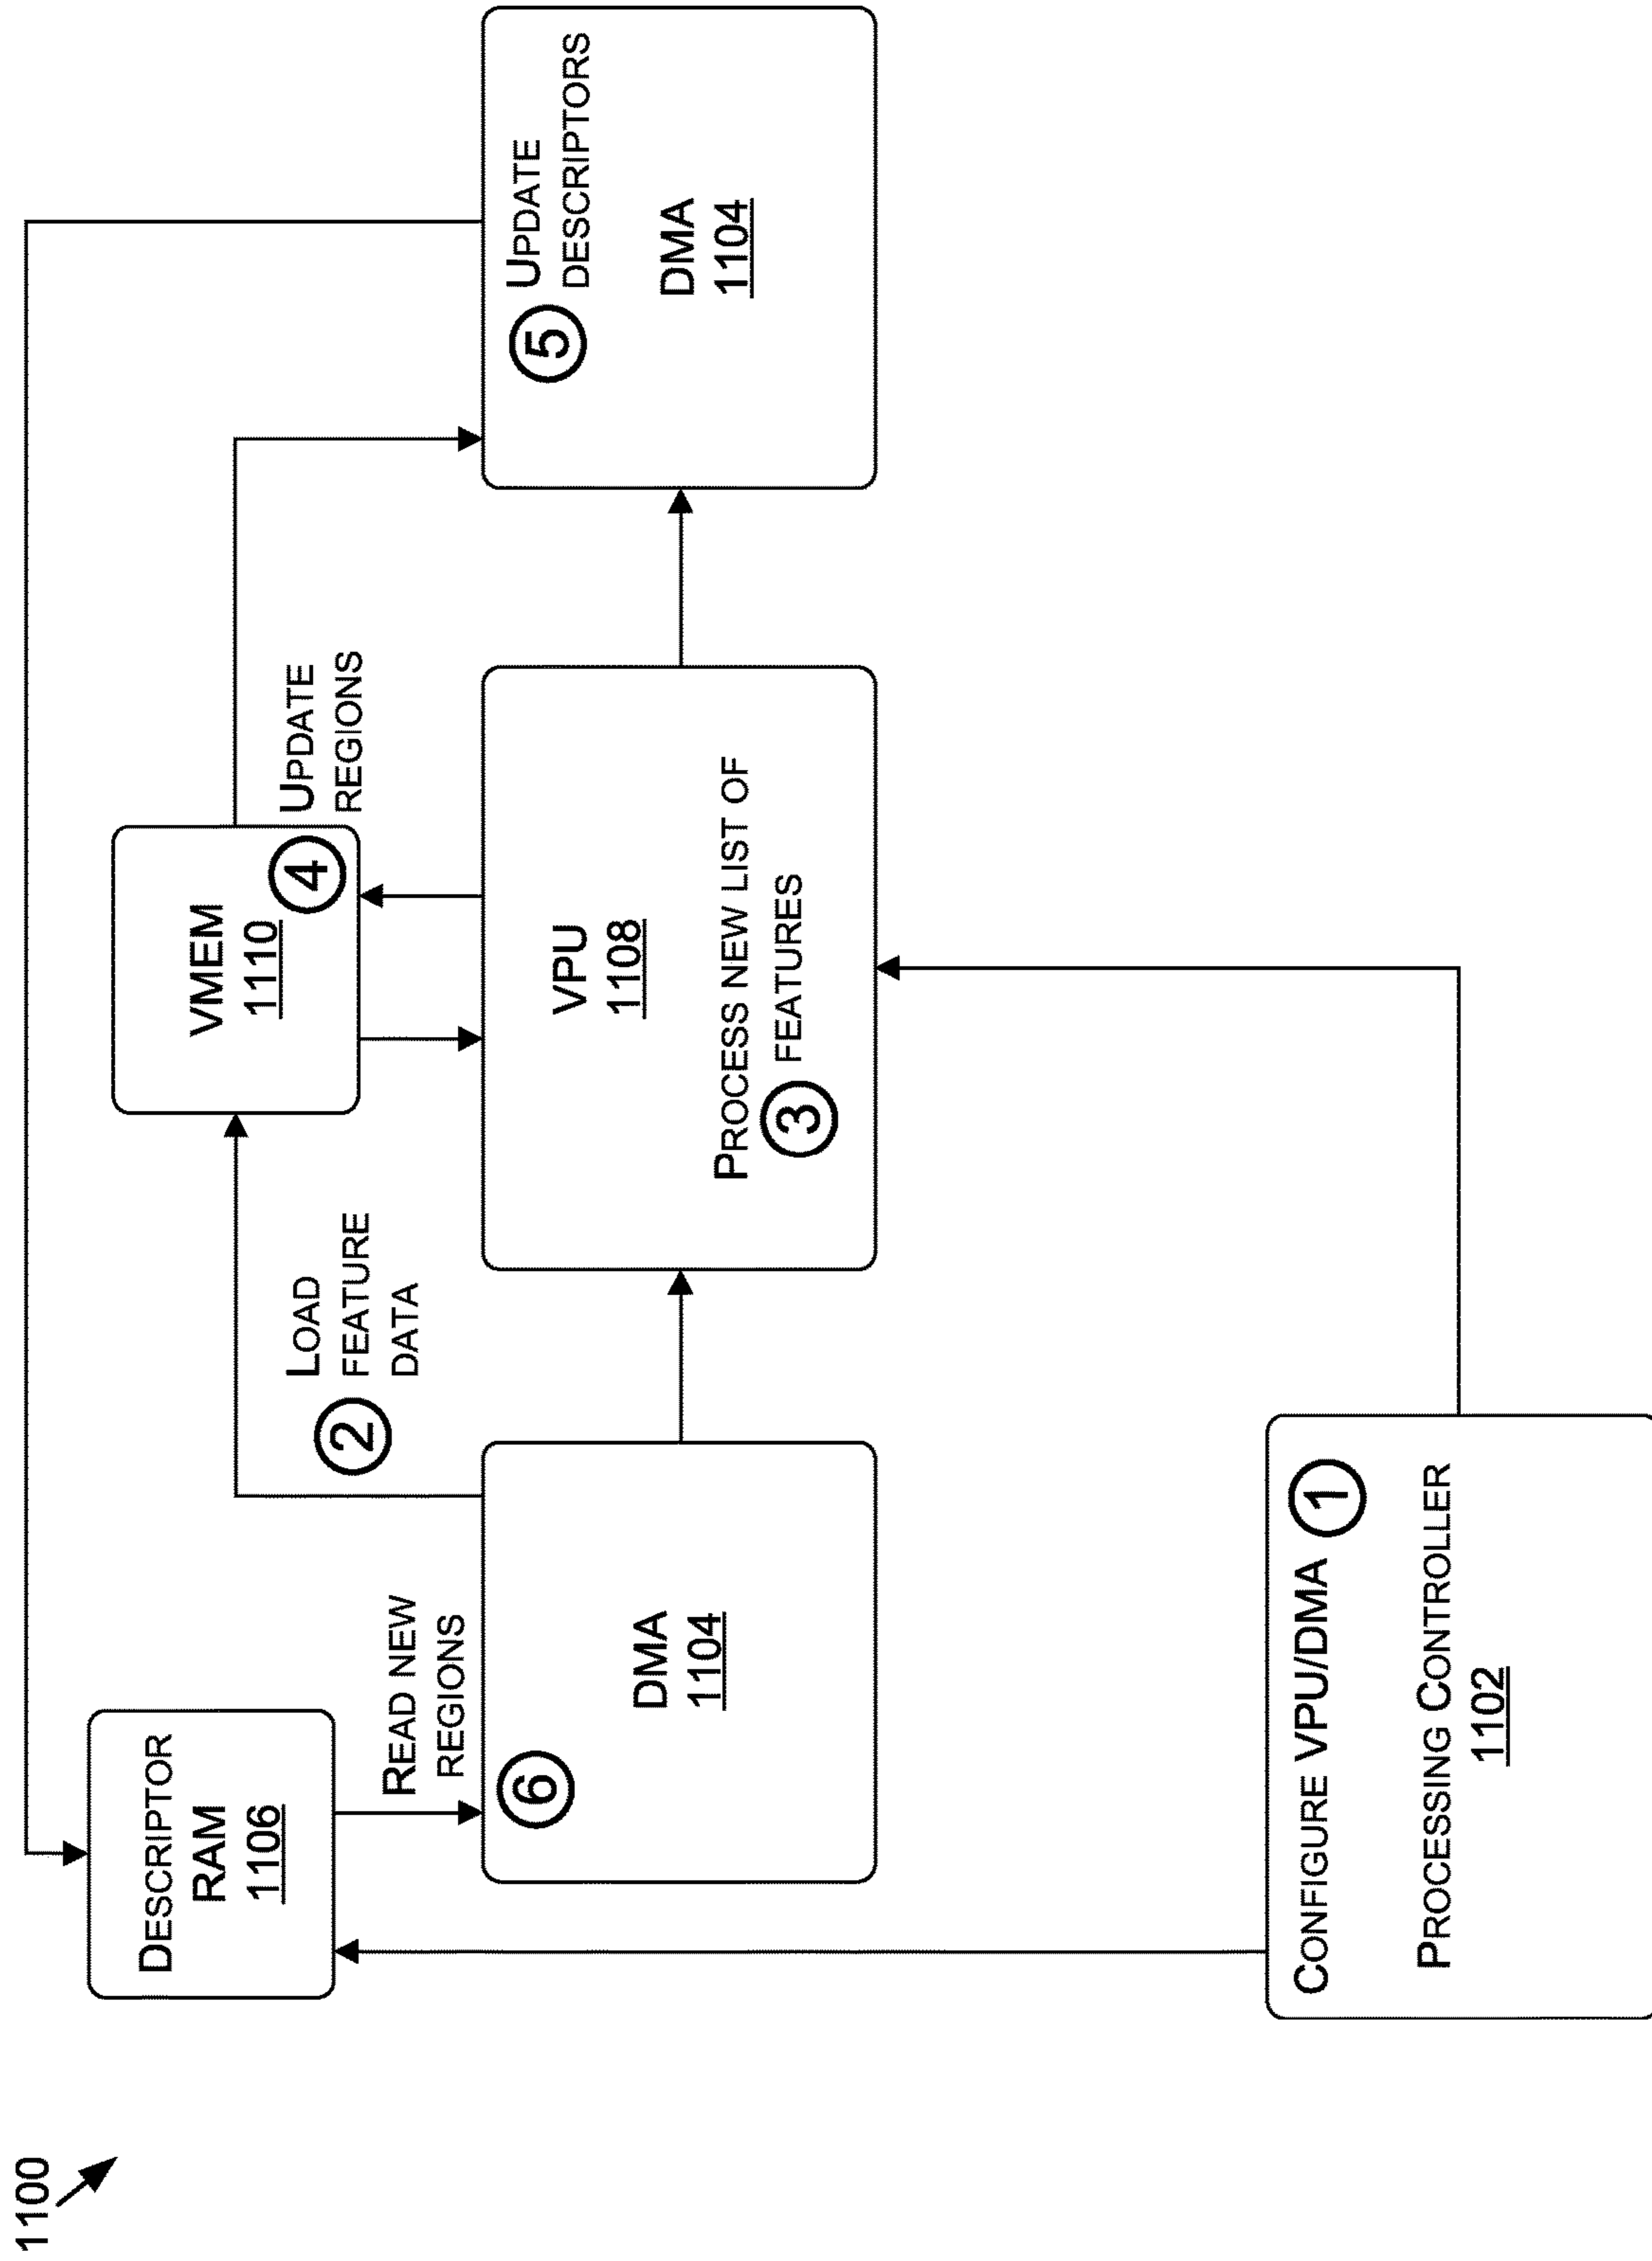 1100
DESCRIPTOR
RAM
1106
READ NEW
REGIONS
6
DMA
1104
2
LOAD
FEATURE
DATA
VMEM
1110
4
UPDATE
REGIONS
VPU
1108
PROCESS NEW LIST OF
3
FEATURES
5
UPDATE
DESCRIPTORS
DMA
1104
CONFIGURE VPU/DMA
1
PROCESSING CONTROLLER
1102